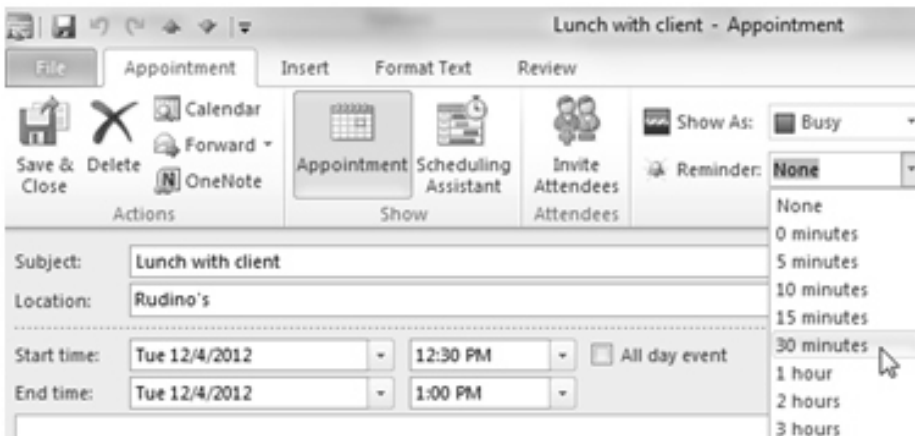 Lunch with client - Appointment
File Appointment Insert Format Text Review
Save & Close
Delete
Calendar
Forward
OneNote
Actions
Appointment
Scheduling Assistant
Show
Invite Attendees
Attendees
Show As: Busy
Reminder: None
None
0 minutes
5 minutes
10 minutes
15 minutes
30 minutes
1 hour
2 hours
3 hours
Subject: Lunch with client
Location: Rudino's
Start time: Tue 12/4/2012 12:30 PM All day event
End time: Tue 12/4/2012 1:00 PM